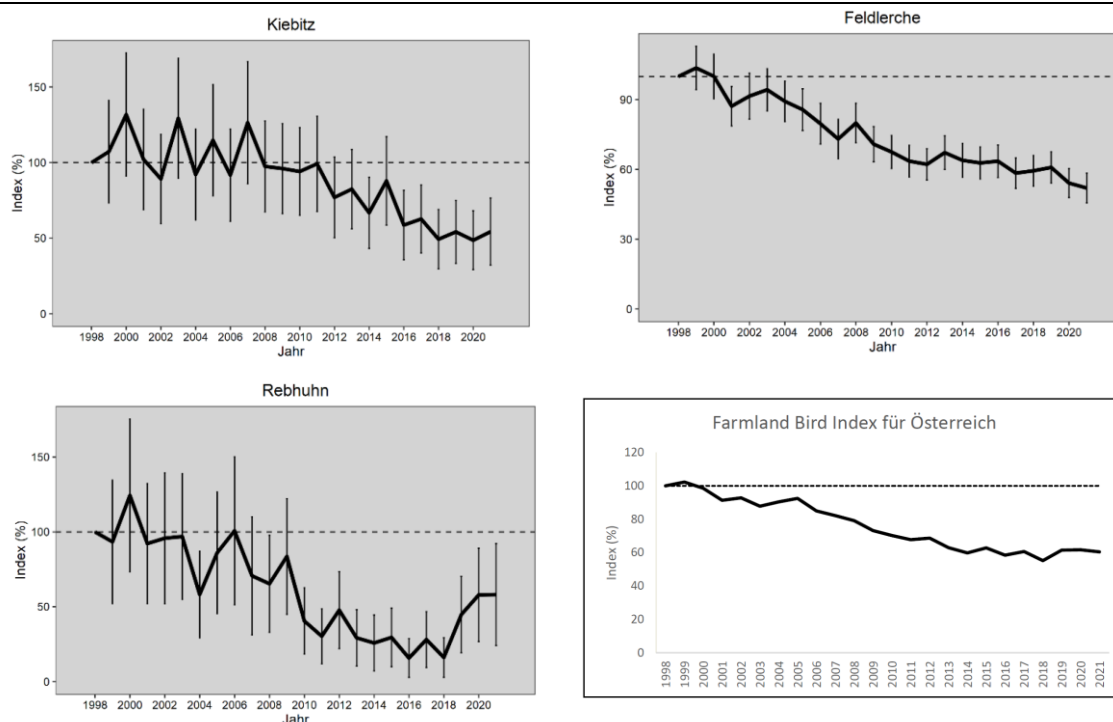 Kiebitz
150
100
50
0
Index (%)
1998 2000 2002 2004 2006 2008 2010 2012 2014 2016 2018 2020
Jahr
Feldlerche
90
60
30
0
Index (%)
1998 2000 2002 2004 2006 2008 2010 2012 2014 2016 2018 2020
Jahr
Rebhuhn
150
100
50
0
Index (%)
1998 2000 2002 2004 2006 2008 2010 2012 2014 2016 2018 2020
Jahr
Farmland Bird Index für Österreich
120
100
80
60
40
20
0
Index (%)
1998 1999 2000 2001 2002 2003 2004 2005 2006 2007 2008 2009 2010 2011 2012 2013 2014 2015 2016 2017 2018 2019 2020 2021